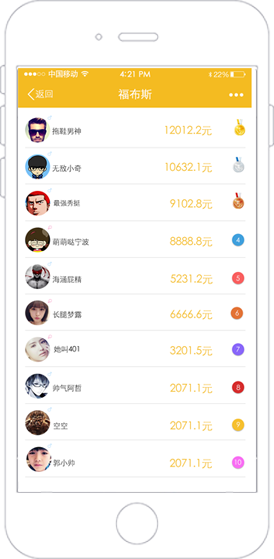 中国移动 4:21 PM 22%
返回 福布斯
拖鞋男神 12012.2元
无敌小奇 10632.1元
最强秀挺 9102.8元
萌萌哒宁波 8888.8元 4
海涵屁精 5231.2元 5
长腿梦露 6666.6元 6
她叫401 3201.5元 7
帅气阿哲 2071.1元 8
空空 2071.1元 9
郭小帅 2071.1元 10